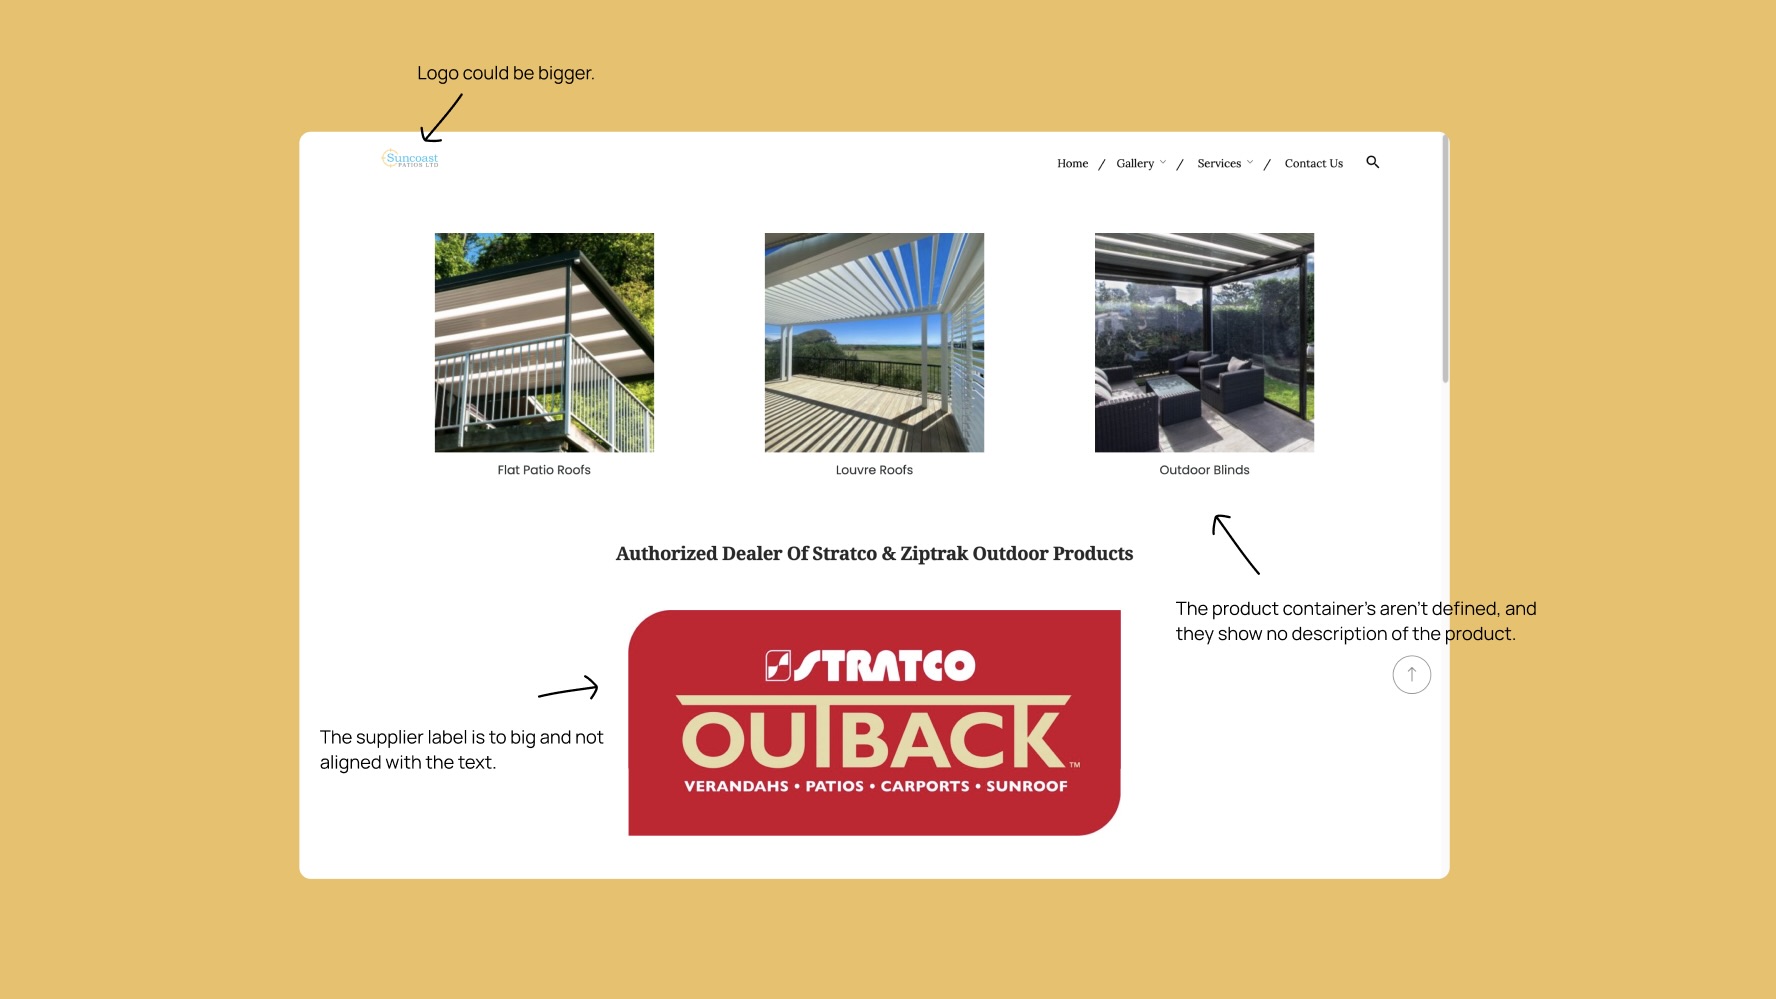 Logo could be bigger.
Suncoast
PATIOS LTD
Home / Gallery / Services / Contact Us
Flat Patio Roofs
Louvre Roofs
Outdoor Blinds
Authorized Dealer Of Stratco & Ziptrak Outdoor Products
The product container's aren't defined, and
they show no description of the product.
STRATCO
OUTBACK™
VERANDAHS • PATIOS • CARPORTS • SUNROOF
The supplier label is to big and not
aligned with the text.